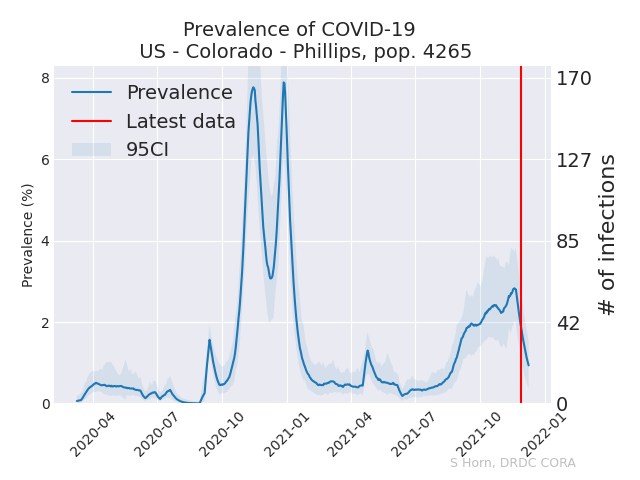 Prevalence of COVID-19
US - Colorado - Phillips, pop. 4265
Prevalence
Latest data
95CI
Prevalence (%)
8
6
4
2
0
170
127
85
42
0
# of infections
2020-04
2020-07
2020-10
2021-01
2021-04
2021-07
2021-10
2022-01
S Horn, DRDC CORA